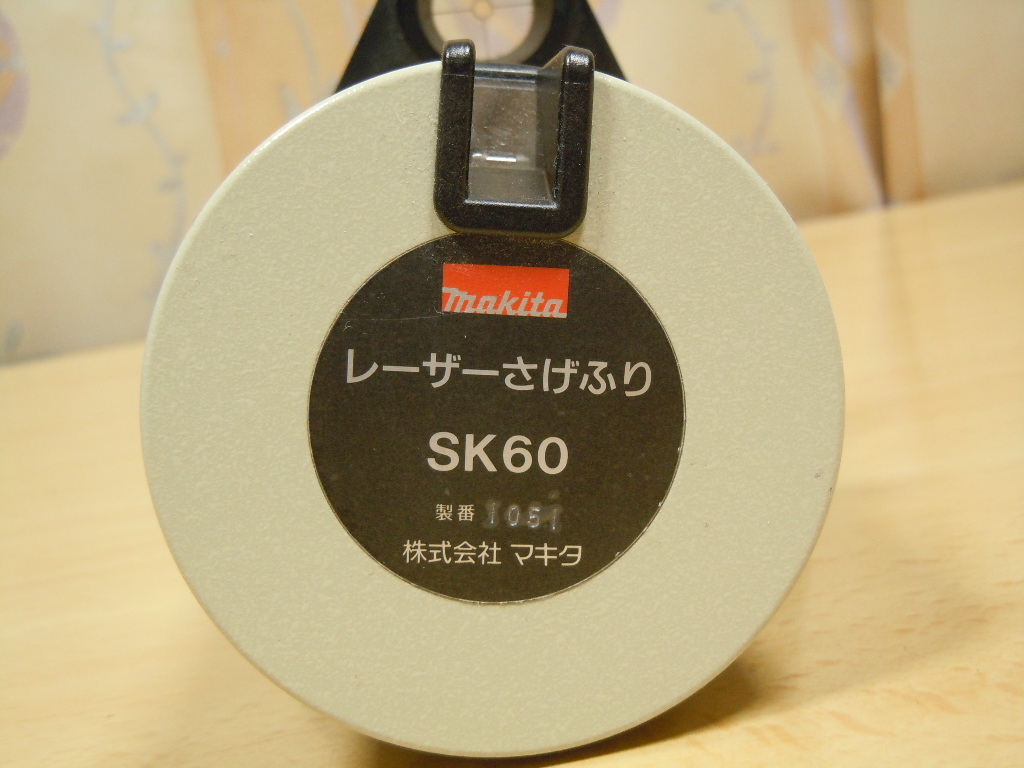 makita
レーザーさげふり
SK60
製番 1051
株式会社 マキタ